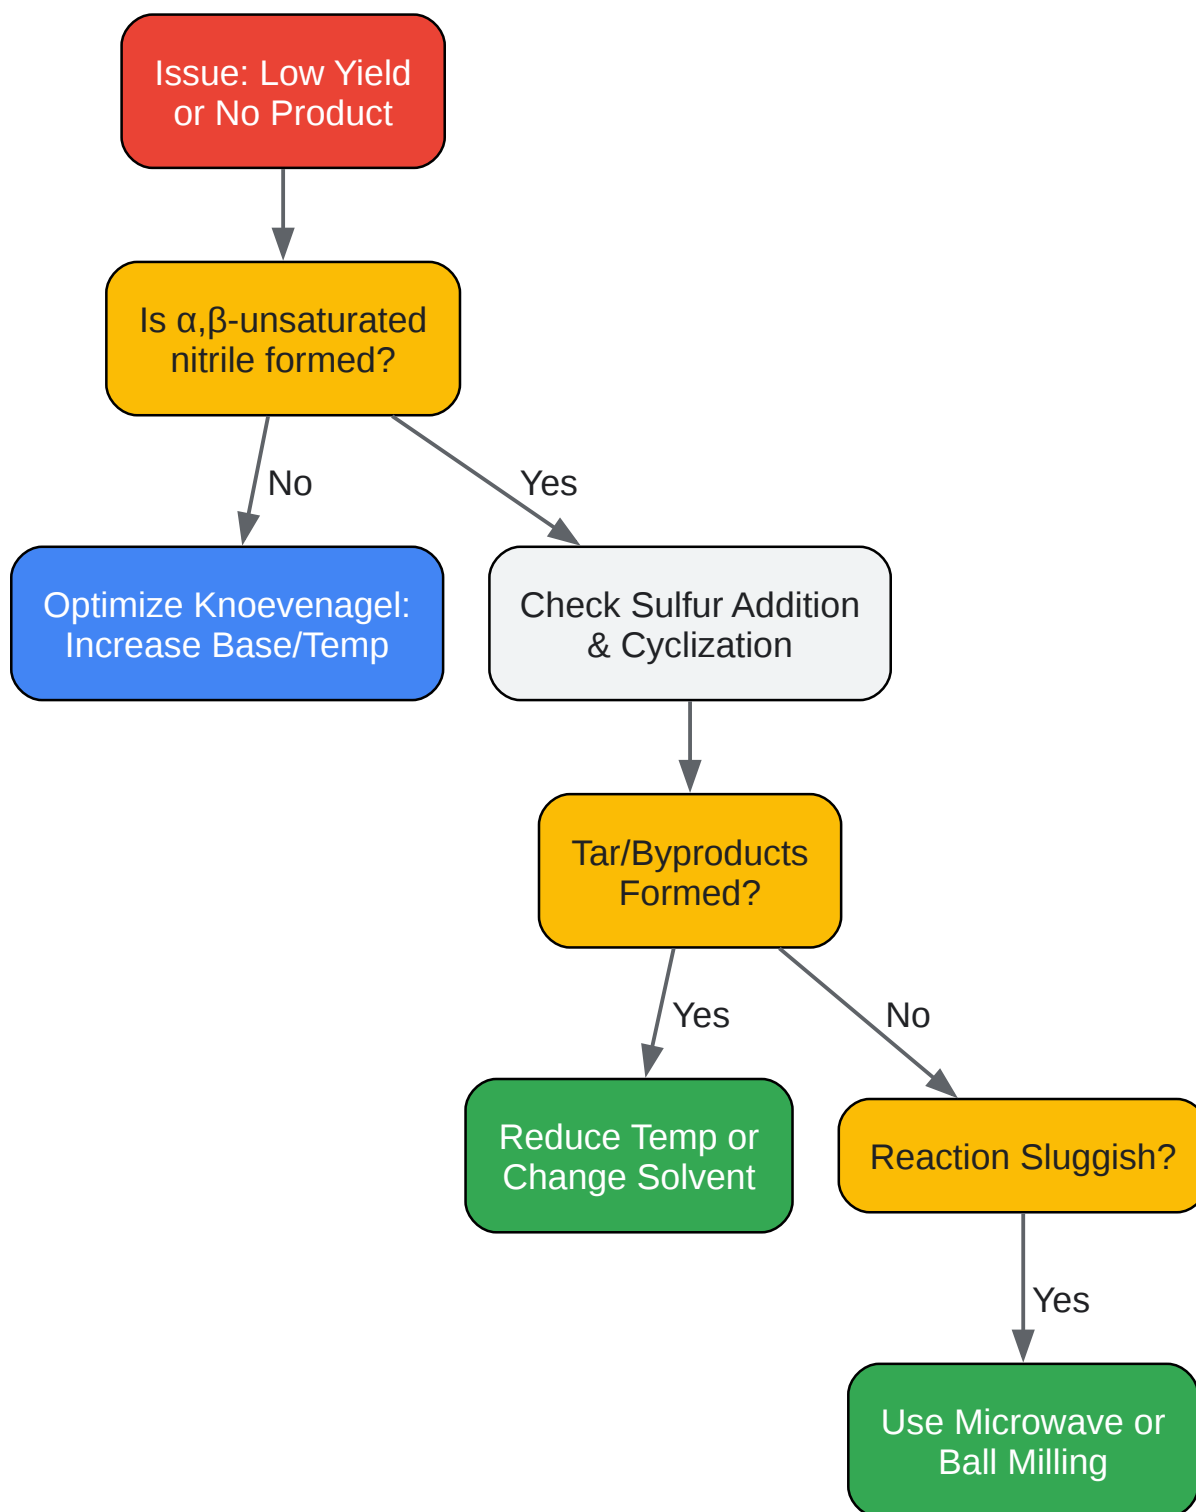 Issue: Low Yield
or No Product
Is α,β-unsaturated
nitrile formed?
No
Yes
Optimize Knoevenagel:
Increase Base/Temp
Check Sulfur Addition
& Cyclization
Tar/Byproducts
Formed?
Yes
No
Reduce Temp or
Change Solvent
Reaction Sluggish?
Yes
Use Microwave or
Ball Milling